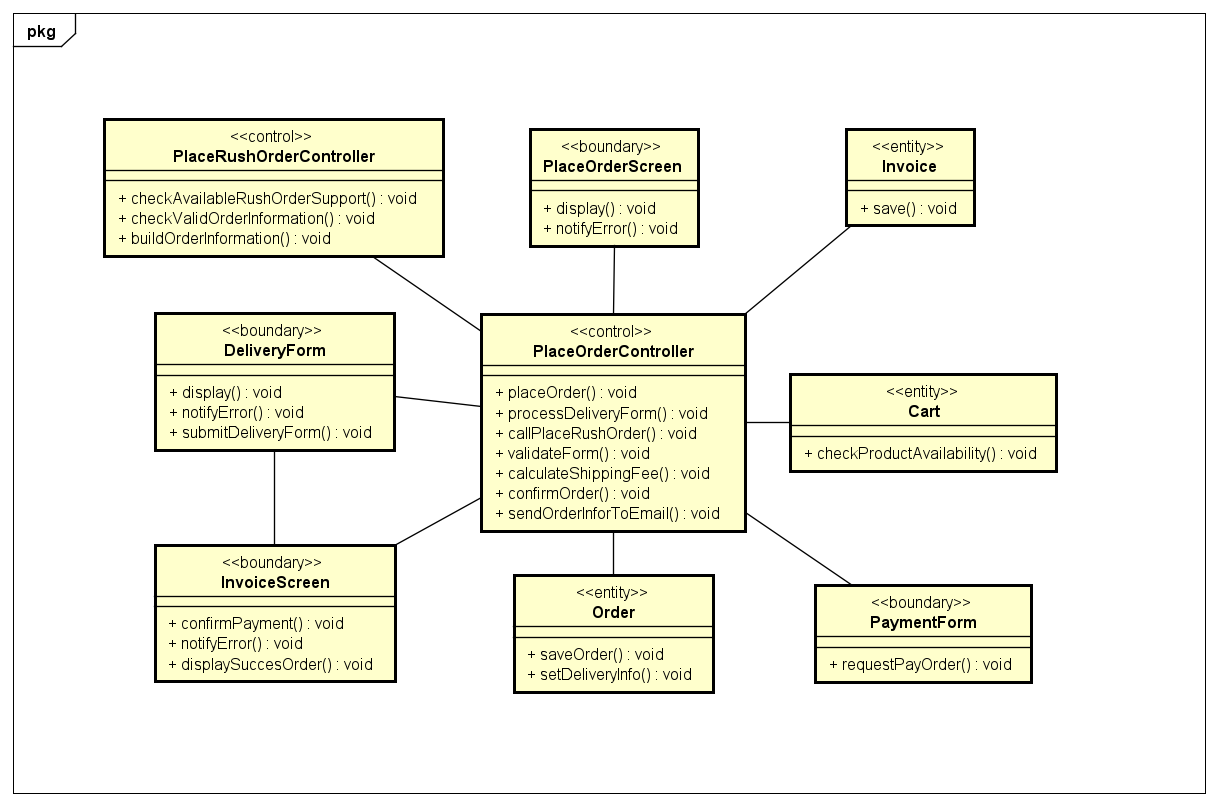 pkg
<<control>>
PlaceRushOrderController
+ checkAvailableRushOrderSupport() : void
+ checkValidOrderInformation() : void
+ buildOrderInformation() : void
<<boundary>>
PlaceOrderScreen
+ display() : void
+ notifyError() : void
<<entity>>
Invoice
+ save() : void
<<boundary>>
DeliveryForm
+ display() : void
+ notifyError() : void
+ submitDeliveryForm() : void
<<control>>
PlaceOrderController
+ placeOrder() : void
+ processDeliveryForm() : void
+ callPlaceRushOrder() : void
+ validateForm() : void
+ calculateShippingFee() : void
+ confirmOrder() : void
+ sendOrderInforToEmail() : void
<<entity>>
Cart
+ checkProductAvailability() : void
<<boundary>>
InvoiceScreen
+ confirmPayment() : void
+ notifyError() : void
+ displaySuccesOrder() : void
<<entity>>
Order
+ saveOrder() : void
+ setDeliveryInfo() : void
<<boundary>>
PaymentForm
+ requestPayOrder() : void